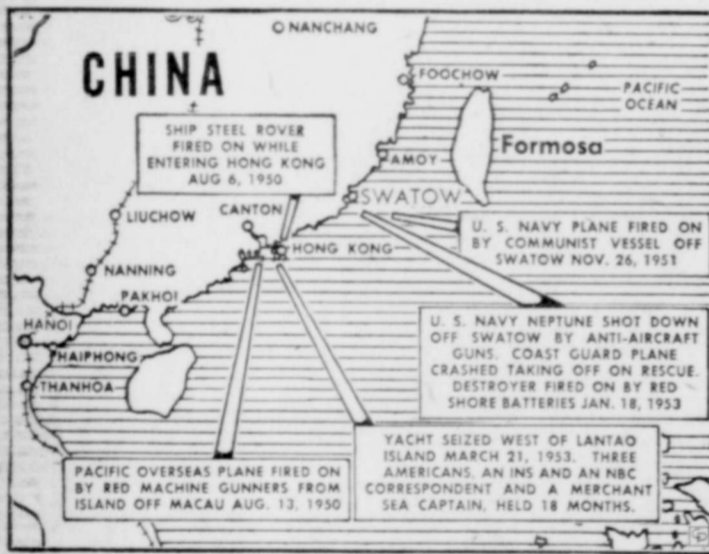 NANCHANG
CHINA
FOOCHOW
PACIFIC
OCEAN
SHIP STEEL ROVER
FIRED ON WHILE
ENTERING HONG KONG
AUG 6, 1950
Formosa
AMOY
SWATOW
LIUCHOW
CANTON
U. S. NAVY PLANE FIRED ON
BY COMMUNIST VESSEL OFF
SWATOW NOV. 26, 1951
HONG KONG
NANNING
PAKHOI
HANOI
U. S. NAVY NEPTUNE SHOT DOWN
OFF SWATOW BY ANTI-AIRCRAFT
GUNS. COAST GUARD PLANE
CRASHED TAKING OFF ON RESCUE.
DESTROYER FIRED ON BY RED
SHORE BATTERIES JAN. 18, 1953
HAIPHONG
THANHOA
PACIFIC OVERSEAS PLANE FIRED ON
BY RED MACHINE GUNNERS FROM
ISLAND OFF MACAU AUG. 13, 1950
YACHT SEIZED WEST OF LANTAO
ISLAND MARCH 21, 1953. THREE
AMERICANS, AN INS AND AN NBC
CORRESPONDENT AND A MERCHANT
SEA CAPTAIN, HELD 18 MONTHS.